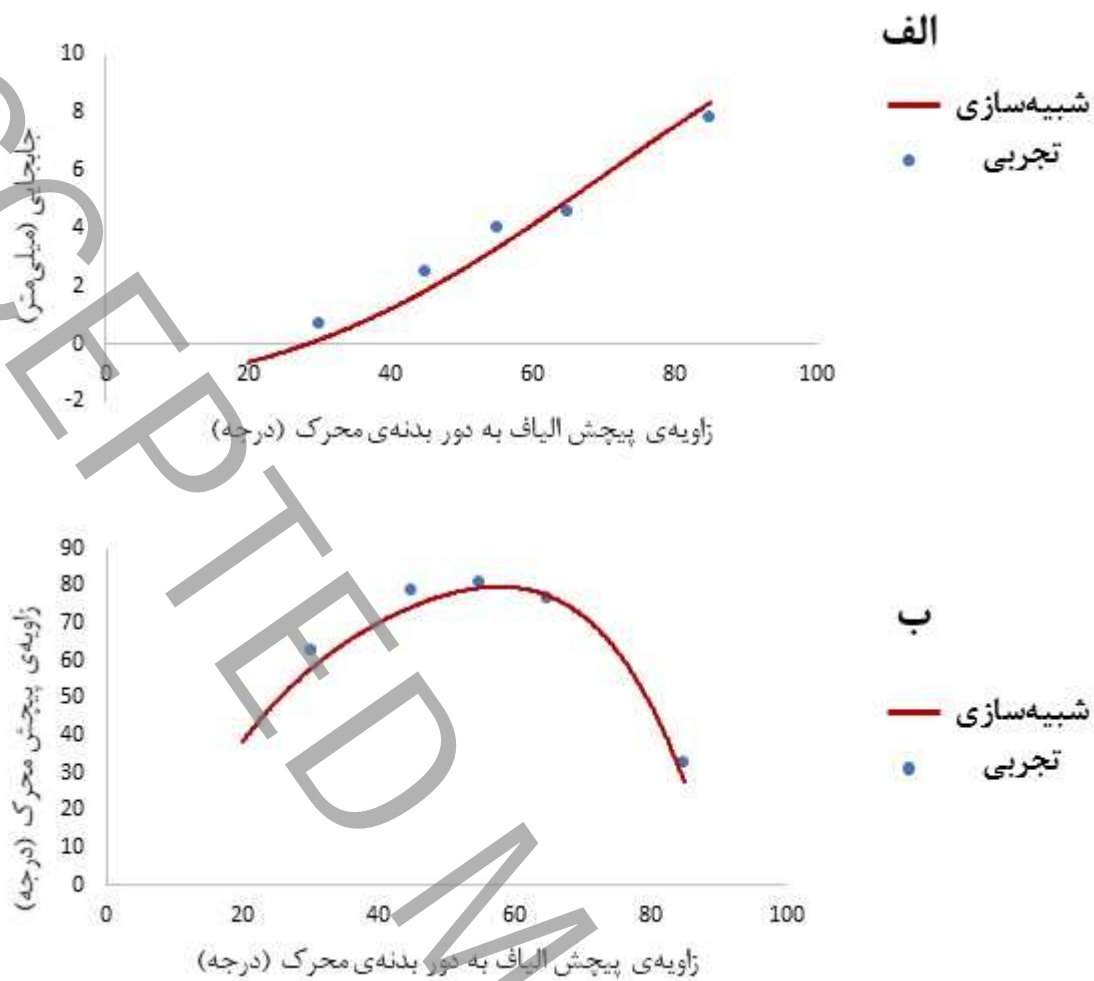 الف
شبیه‌سازی
تجربی
جابجایی (میلی‌متر)
10
8
6
4
2
0
-2
0 20 40 60 80 100
زاویه‌ی پیچش الیاف به دور بدنه‌ی محرک (درجه)
ب
شبیه‌سازی
تجربی
زاویه‌ی پیچش محرک (درجه)
90
80
70
60
50
40
30
20
10
0
0 20 40 60 80 100
زاویه‌ی پیچش الیاف به دور بدنه‌ی محرک (درجه)
CEPTED M